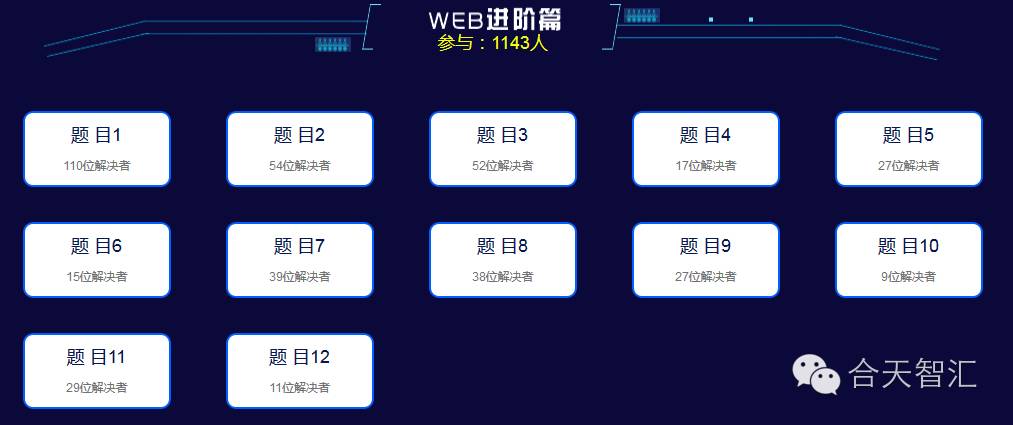 WEB进阶篇
参与：1143人
题 目1
110位解决者
题 目2
54位解决者
题 目3
52位解决者
题 目4
17位解决者
题 目5
27位解决者
题 目6
15位解决者
题 目7
39位解决者
题 目8
38位解决者
题 目9
27位解决者
题 目10
9位解决者
题 目11
29位解决者
题 目12
11位解决者
合天智汇